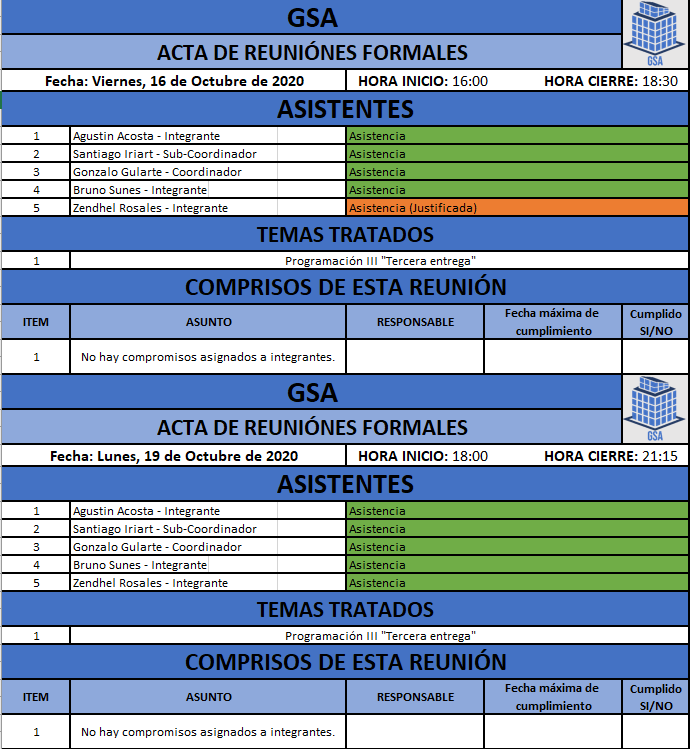 GSA
GSA
ACTA DE REUNIÓNES FORMALES
Fecha: Viernes, 16 de Octubre de 2020 HORA INICIO: 16:00 HORA CIERRE: 18:30
ASISTENTES
1 Agustin Acosta - Integrante Asistencia
2 Santiago Iriart - Sub-Coordinador Asistencia
3 Gonzalo Gularte - Coordinador Asistencia
4 Bruno Sunes - Integrante Asistencia
5 Zendhel Rosales - Integrante Asistencia (Justificada)
TEMAS TRATADOS
1 Programación III "Tercera entrega"
COMPRISOS DE ESTA REUNIÓN
ITEM ASUNTO RESPONSABLE Fecha máxima de cumplimiento Cumplido SI/NO
1 No hay compromisos asignados a integrantes.
GSA
GSA
ACTA DE REUNIÓNES FORMALES
Fecha: Lunes, 19 de Octubre de 2020 HORA INICIO: 18:00 HORA CIERRE: 21:15
ASISTENTES
1 Agustin Acosta - Integrante Asistencia
2 Santiago Iriart - Sub-Coordinador Asistencia
3 Gonzalo Gularte - Coordinador Asistencia
4 Bruno Sunes - Integrante Asistencia
5 Zendhel Rosales - Integrante Asistencia
TEMAS TRATADOS
1 Programación III "Tercera entrega"
COMPRISOS DE ESTA REUNIÓN
ITEM ASUNTO RESPONSABLE Fecha máxima de cumplimiento Cumplido SI/NO
1 No hay compromisos asignados a integrantes.